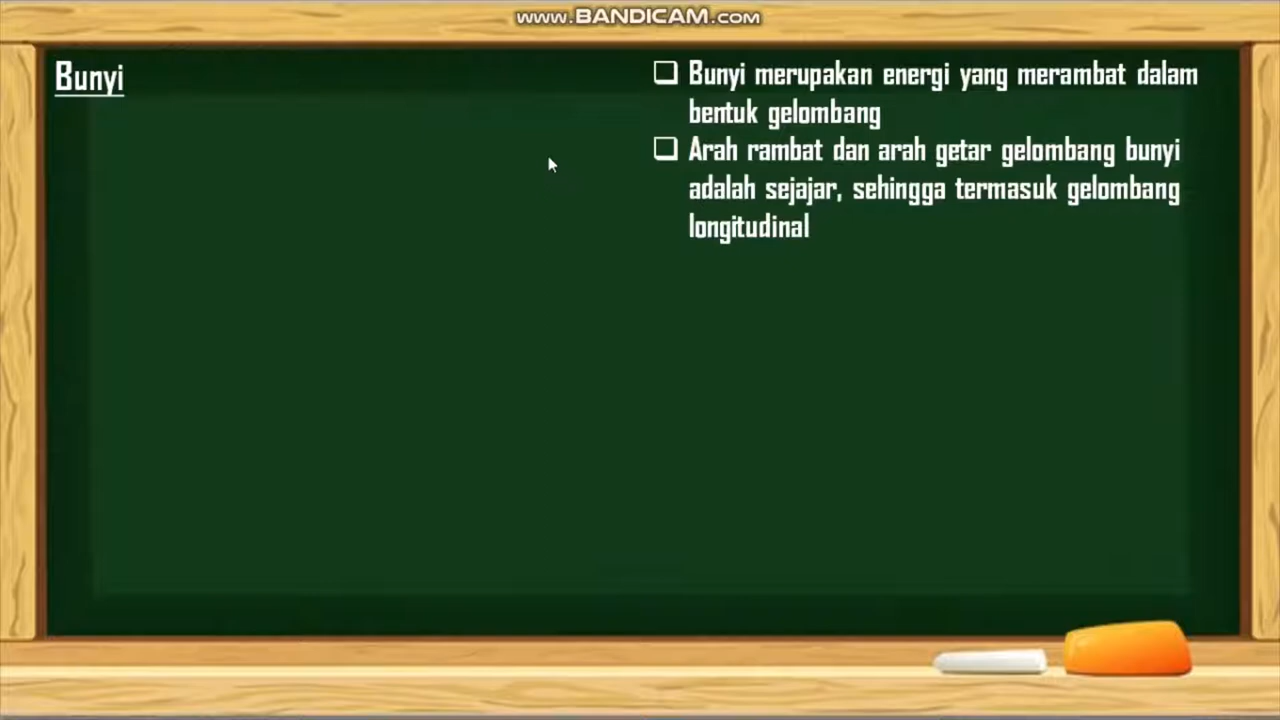 www.BANDICAM.com
Bunyi
❑ Bunyi merupakan energi yang merambat dalam
bentuk gelombang
❑ Arah rambat dan arah getar gelombang bunyi
adalah sejajar, sehingga termasuk gelombang
longitudinal